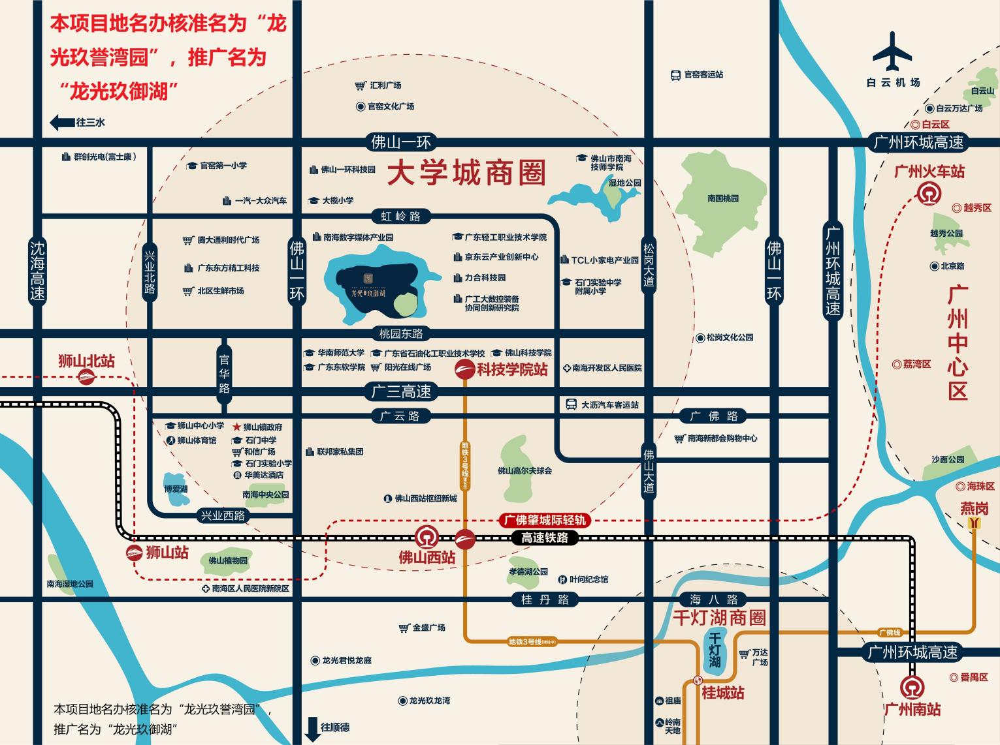 本项目地名办核准名为“龙
光玖誉湾园”，推广名为
“龙光玖御湖”
往三水
群创光电(富士康)
汇利广场
官窑文化广场
官窑客运站
白云机场
白云山
白云万达广场
白云区
佛山一环
广州环城高速
官窑第一小学
佛山一环科技园
大学城商圈
佛山市南海
技师学院
湿地公园
南国桃园
广州火车站
越秀区
越秀公园
北京路
一汽-大众汽车
大榄小学
虹岭路
沈海高速
兴业北路
佛山一环
松岗大道
佛山一环
广州环城高速
腾大通利时代广场
广东东方精工科技
北区生鲜市场
南海数字媒体产业园
THE LAKE MANSION
龙光玖御湖
广东轻工职业技术学院
京东云产业创新中心
力合科技园
广工大数控装备
协同创新研究院
TCL小家电产业园
石门实验中学
附属小学
广州中心区
荔湾区
桃园东路
松岗文化公园
狮山北站
官华路
华南师范大学
广东省石油化工职业技术学校
佛山科技学院
广东东软学院
阳光在线广场
科技学院站
南海开发区人民医院
广三高速
大沥汽车客运站
广云路
广佛路
狮山中心小学
狮山镇政府
狮山体育馆
石门中学
和信广场
石门实验小学
华美达酒店
联邦家私集团
地铁3号线(建设中)
佛山高尔夫球会
佛山大道
南海新都会购物中心
沙面公园
海珠区
燕岗
博爱湖
南海中央公园
佛山西站枢纽新城
兴业西路
广佛肇城际轻轨
高速铁路
狮山站
佛山西站
佛山植物园
孝德湖公园
叶问纪念馆
南海湿地公园
南海区人民医院新院区
桂丹路
海八路
千灯湖商圈
千灯湖
金盛广场
地铁3号线(建设中)
广佛线
万达
广场
广州环城高速
龙光君悦龙庭
番禺区
桂城站
龙光玖龙湾
祖庙
岭南
天地
广州南站
往顺德
本项目地名办核准名为“龙光玖誉湾园”，
推广名为“龙光玖御湖”